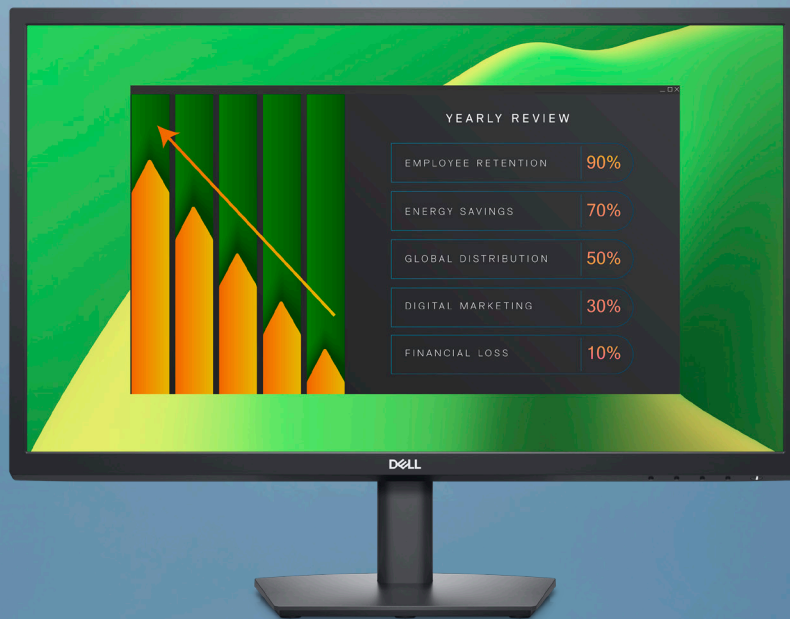 YEARLY REVIEW
EMPLOYEE RETENTION 90%
ENERGY SAVINGS 70%
GLOBAL DISTRIBUTION 50%
DIGITAL MARKETING 30%
FINANCIAL LOSS 10%
DELL